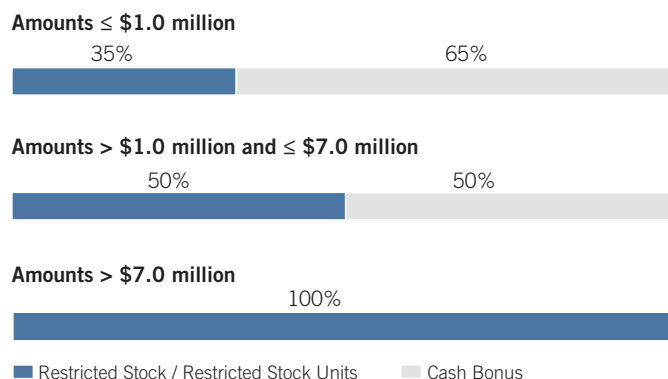 Amounts ≤ $1.0 million
35% 65%
Amounts > $1.0 million and ≤ $7.0 million
50% 50%
Amounts > $7.0 million
100%
Restricted Stock / Restricted Stock Units Cash Bonus